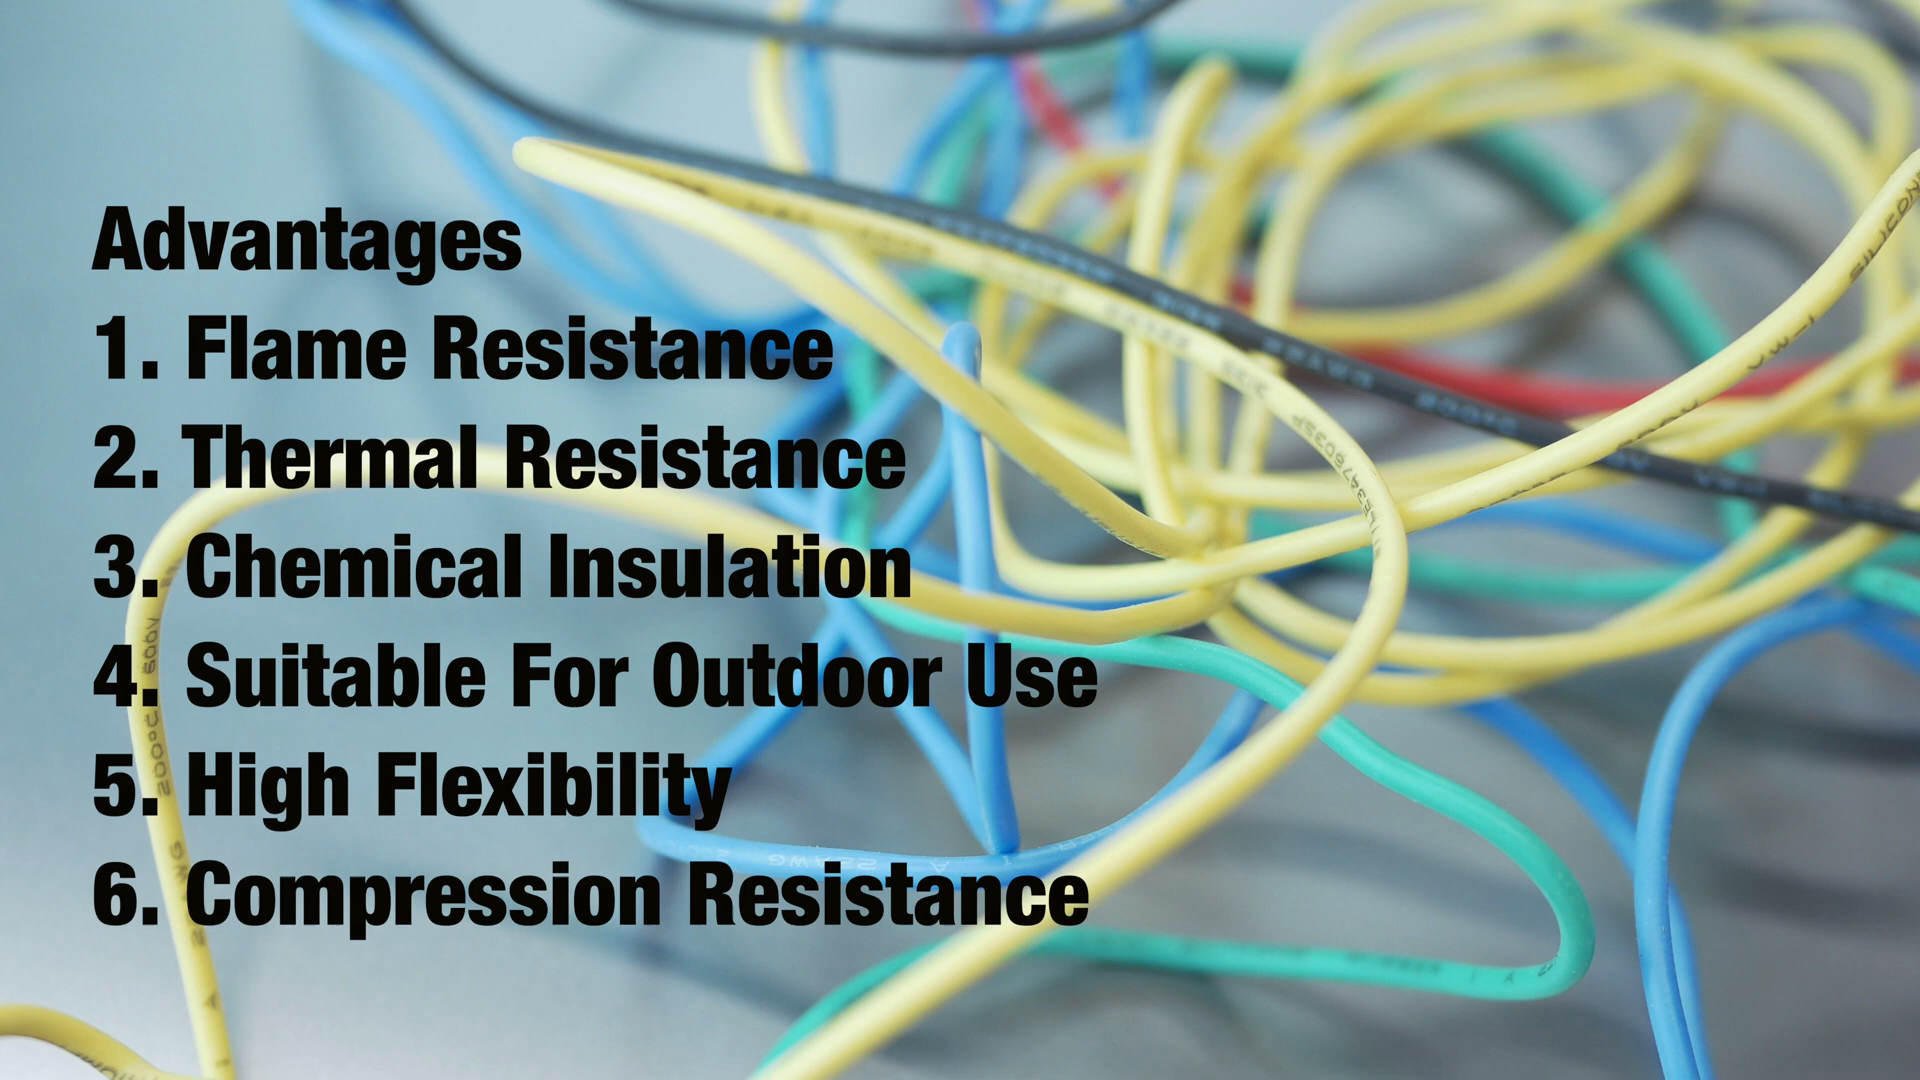 Advantages
1. Flame Resistance
2. Thermal Resistance
3. Chemical Insulation
4. Suitable For Outdoor Use
5. High Flexibility
6. Compression Resistance